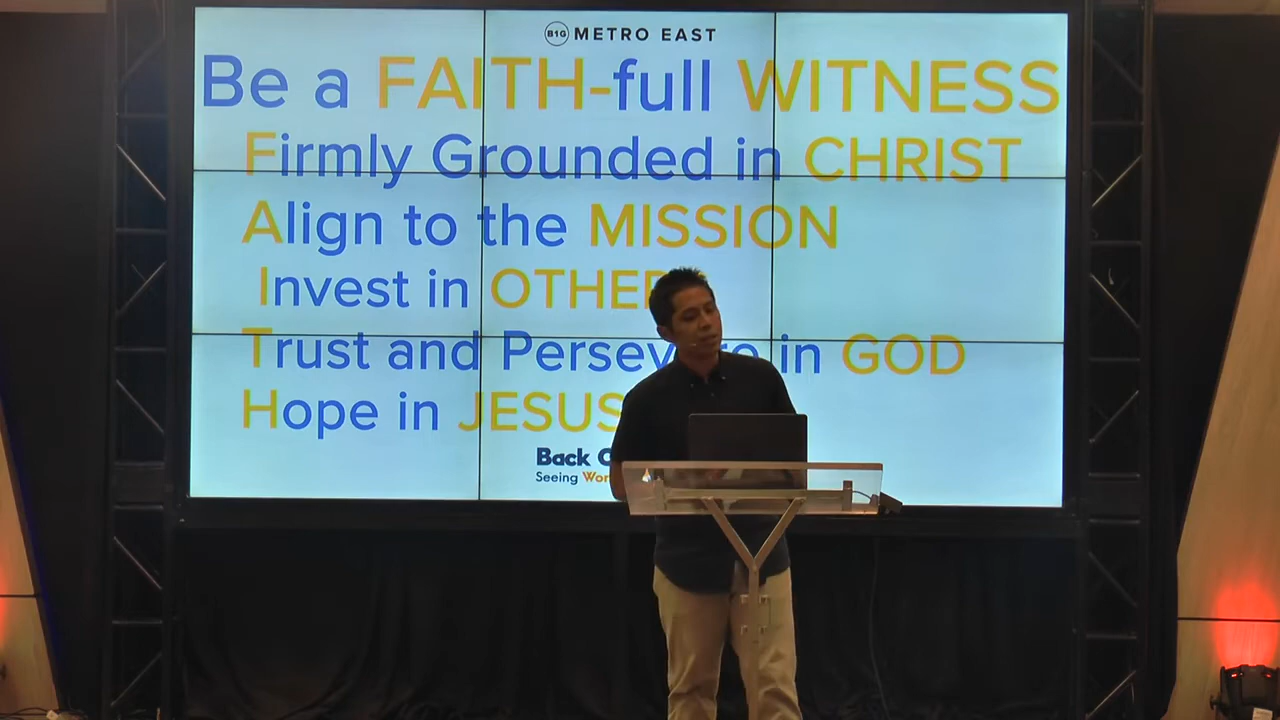 B1G METRO EAST
Be a FAITH-full WITNESS
Firmly Grounded in CHRIST
Align to the MISSION
Invest in
Trust and in GOD
Hope in JESUS
Back
Seeing